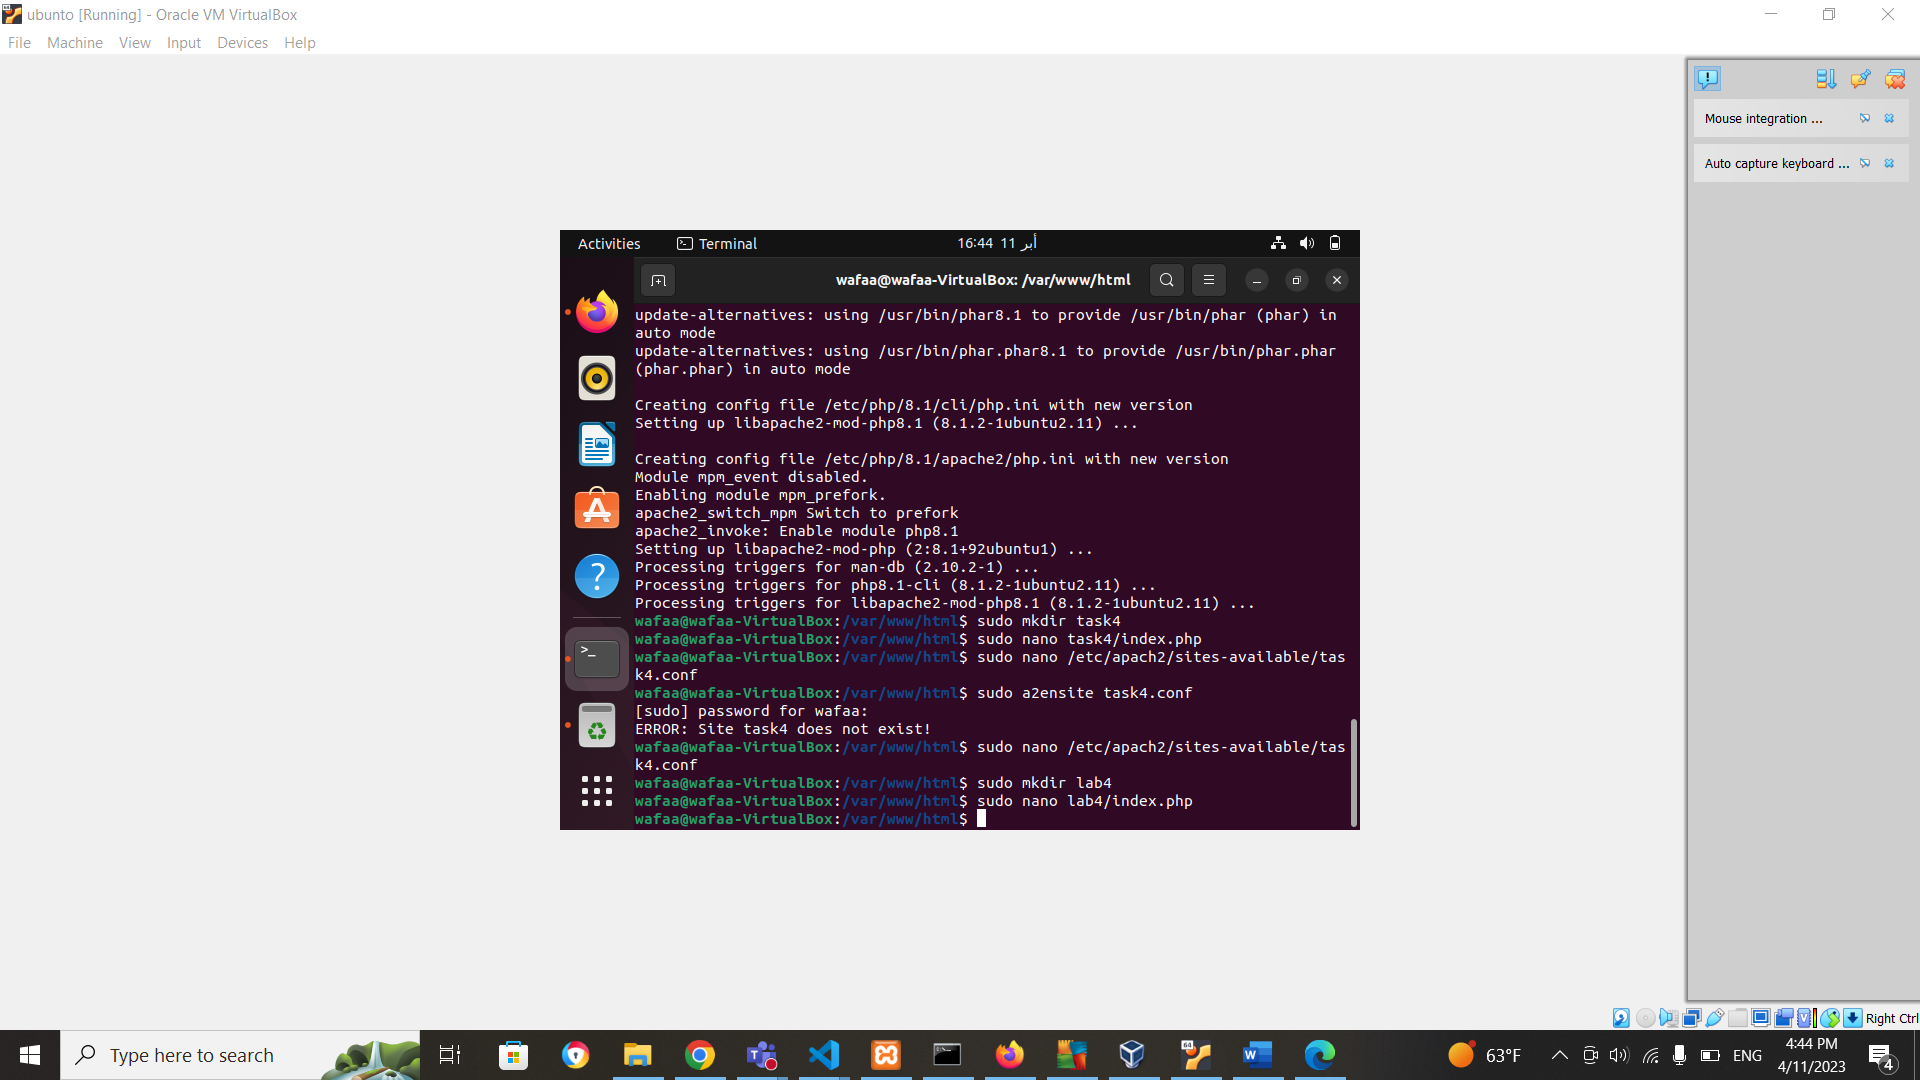 ubunto [Running] - Oracle VM VirtualBox
File Machine View Input Devices Help
Mouse integration ...
Auto capture keyboard ...
Activities Terminal 16:44 11 أبر
wafaa@wafaa-VirtualBox: /var/www/html
update-alternatives: using /usr/bin/phar8.1 to provide /usr/bin/phar (phar) in
auto mode
update-alternatives: using /usr/bin/phar.phar8.1 to provide /usr/bin/phar.phar
(phar.phar) in auto mode
Creating config file /etc/php/8.1/cli/php.ini with new version
Setting up libapache2-mod-php8.1 (8.1.2-1ubuntu2.11) ...
Creating config file /etc/php/8.1/apache2/php.ini with new version
Module mpm_event disabled.
Enabling module mpm_prefork.
apache2_switch_mpm Switch to prefork
apache2_invoke: Enable module php8.1
Setting up libapache2-mod-php (2:8.1+92ubuntu1) ...
Processing triggers for man-db (2.10.2-1) ...
Processing triggers for php8.1-cli (8.1.2-1ubuntu2.11) ...
Processing triggers for libapache2-mod-php8.1 (8.1.2-1ubuntu2.11) ...
wafaa@wafaa-VirtualBox:/var/www/html$ sudo mkdir task4
wafaa@wafaa-VirtualBox:/var/www/html$ sudo nano task4/index.php
wafaa@wafaa-VirtualBox:/var/www/html$ sudo nano /etc/apach2/sites-available/tas
k4.conf
wafaa@wafaa-VirtualBox:/var/www/html$ sudo a2ensite task4.conf
[sudo] password for wafaa:
ERROR: Site task4 does not exist!
wafaa@wafaa-VirtualBox:/var/www/html$ sudo nano /etc/apach2/sites-available/tas
k4.conf
wafaa@wafaa-VirtualBox:/var/www/html$ sudo mkdir lab4
wafaa@wafaa-VirtualBox:/var/www/html$ sudo nano lab4/index.php
wafaa@wafaa-VirtualBox:/var/www/html$
Right Ctrl
Type here to search
63°F
ENG
4:44 PM
4/11/2023
4